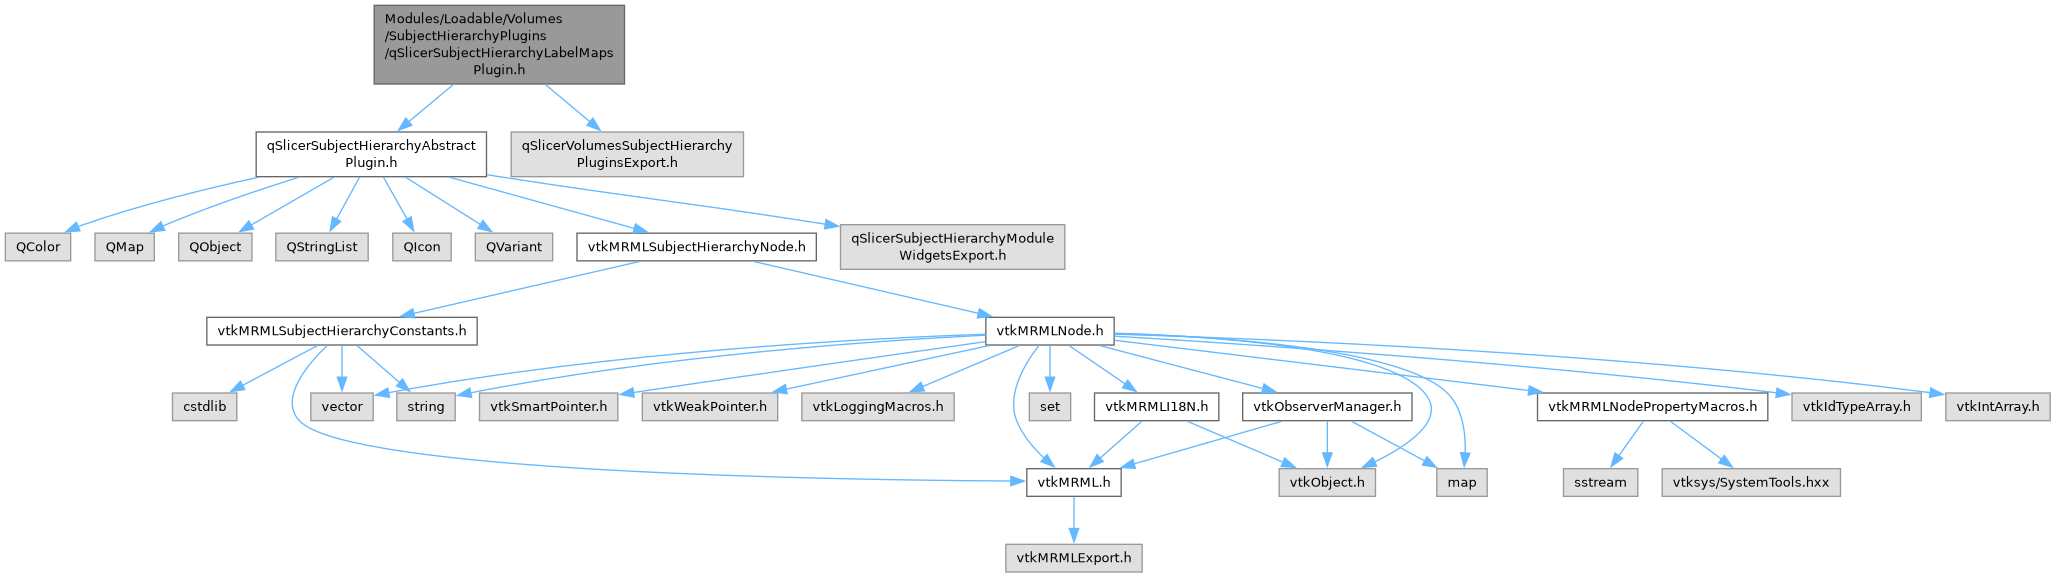 Modules/Loadable/Volumes
/SubjectHierarchyPlugins
/qSlicerSubjectHierarchyLabelMaps
Plugin.h
qSlicerSubjectHierarchyAbstract
Plugin.h
qSlicerVolumesSubjectHierarchy
PluginsExport.h
QColor
QMap
QObject
QStringList
QIcon
QVariant
vtkMRMLSubjectHierarchyNode.h
qSlicerSubjectHierarchyModule
WidgetsExport.h
vtkMRMLSubjectHierarchyConstants.h
vtkMRMLNode.h
cstdlib
vector
string
vtkSmartPointer.h
vtkWeakPointer.h
vtkLoggingMacros.h
set
vtkMRMLI18N.h
vtkObserverManager.h
vtkMRMLNodePropertyMacros.h
vtkIdTypeArray.h
vtkIntArray.h
vtkMRML.h
vtkObject.h
map
sstream
vtksys/SystemTools.hxx
vtkMRMLExport.h